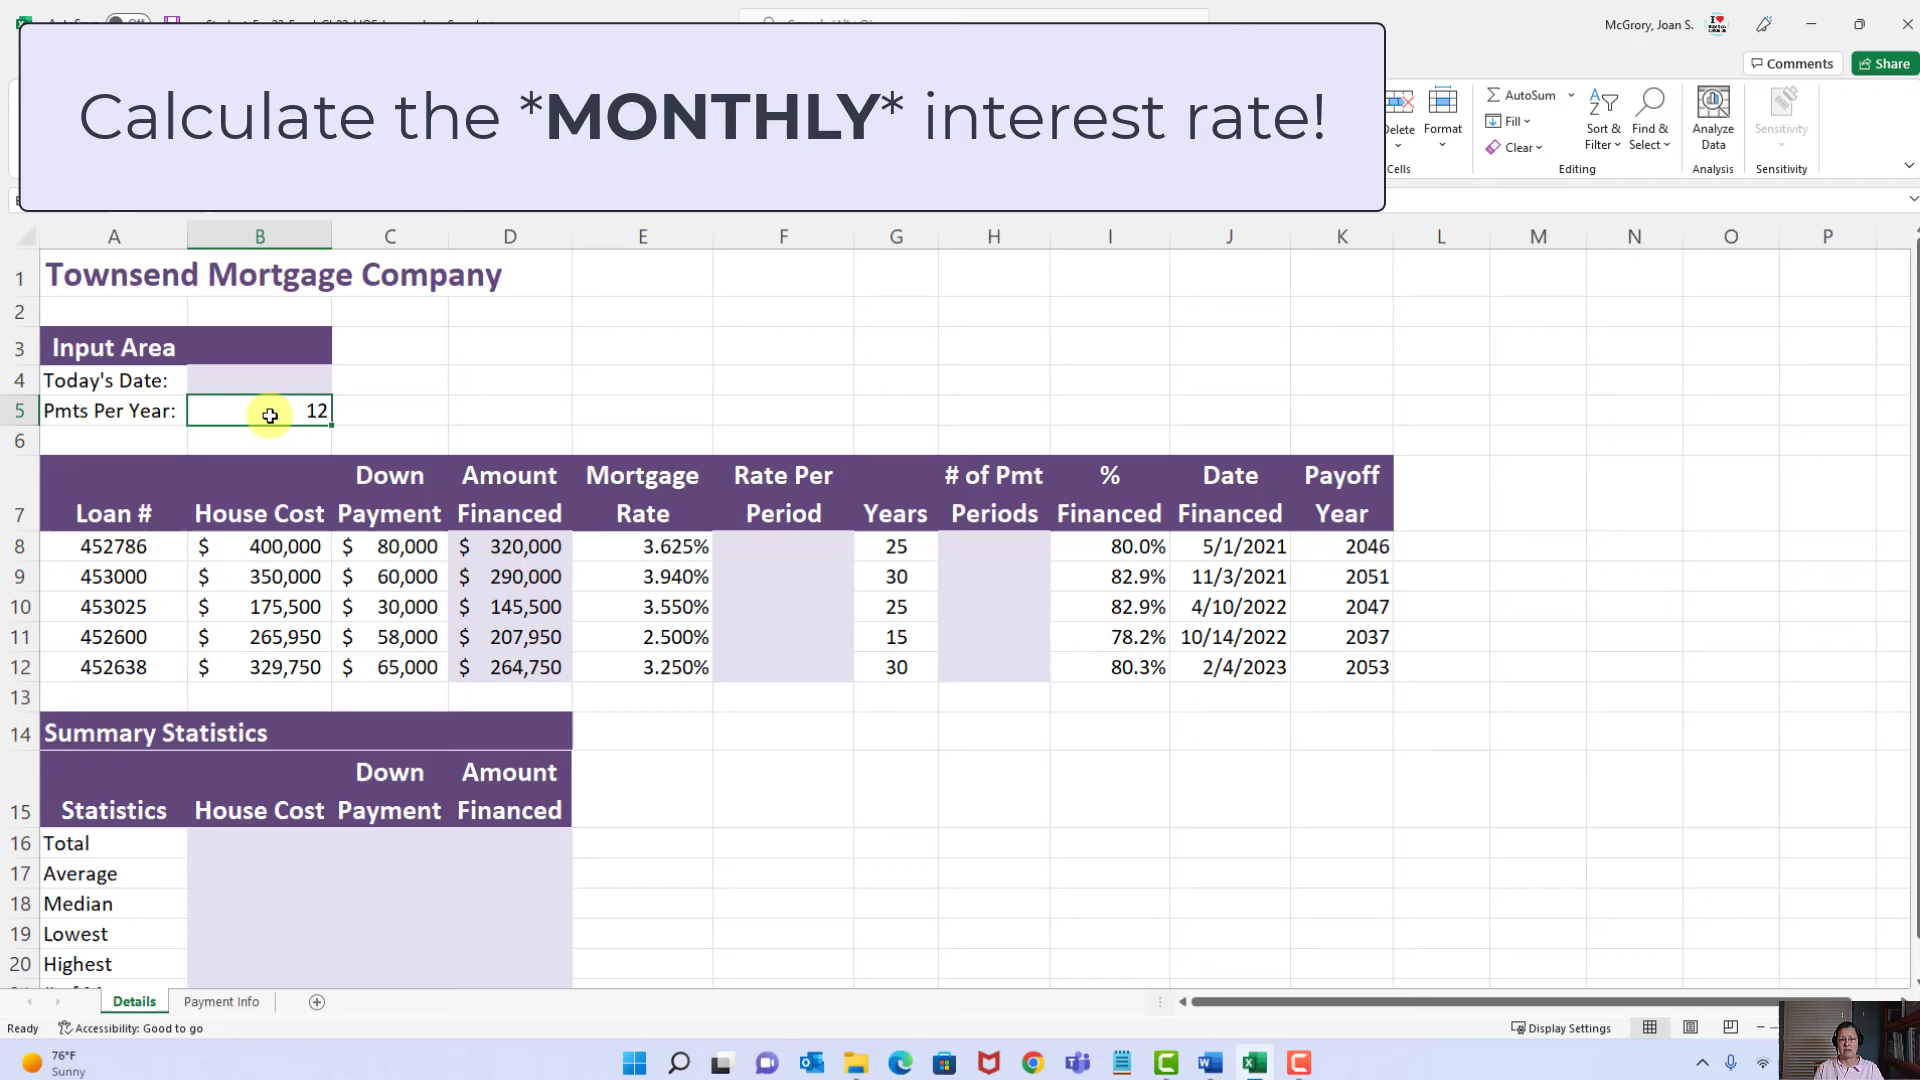 Calculate the *MONTHLY* interest rate!
McGrory, Joan S.
Comments
Share
Delete
Format
Cells
AutoSum
Fill
Clear
Sort &
Filter
Find &
Select
Editing
Analyze
Data
Analysis
Sensitivity
Sensitivity
A B C D E F G H I J K L M N O P
1 Townsend Mortgage Company
2
3 Input Area
4 Today's Date:
5 Pmts Per Year: 12
6
Down Amount Mortgage Rate Per # of Pmt % Date Payoff
7 Loan # House Cost Payment Financed Rate Period Years Periods Financed Financed Year
8 452786 $ 400,000 $ 80,000 $ 320,000 3.625% 25 80.0% 5/1/2021 2046
9 453000 $ 350,000 $ 60,000 $ 290,000 3.940% 30 82.9% 11/3/2021 2051
10 453025 $ 175,500 $ 30,000 $ 145,500 3.550% 25 82.9% 4/10/2022 2047
11 452600 $ 265,950 $ 58,000 $ 207,950 2.500% 15 78.2% 10/14/2022 2037
12 452638 $ 329,750 $ 65,000 $ 264,750 3.250% 30 80.3% 2/4/2023 2053
13
14 Summary Statistics
Down Amount
15 Statistics House Cost Payment Financed
16 Total
17 Average
18 Median
19 Lowest
20 Highest
Details Payment Info
Ready Accessibility: Good to go Display Settings
76°F
Sunny